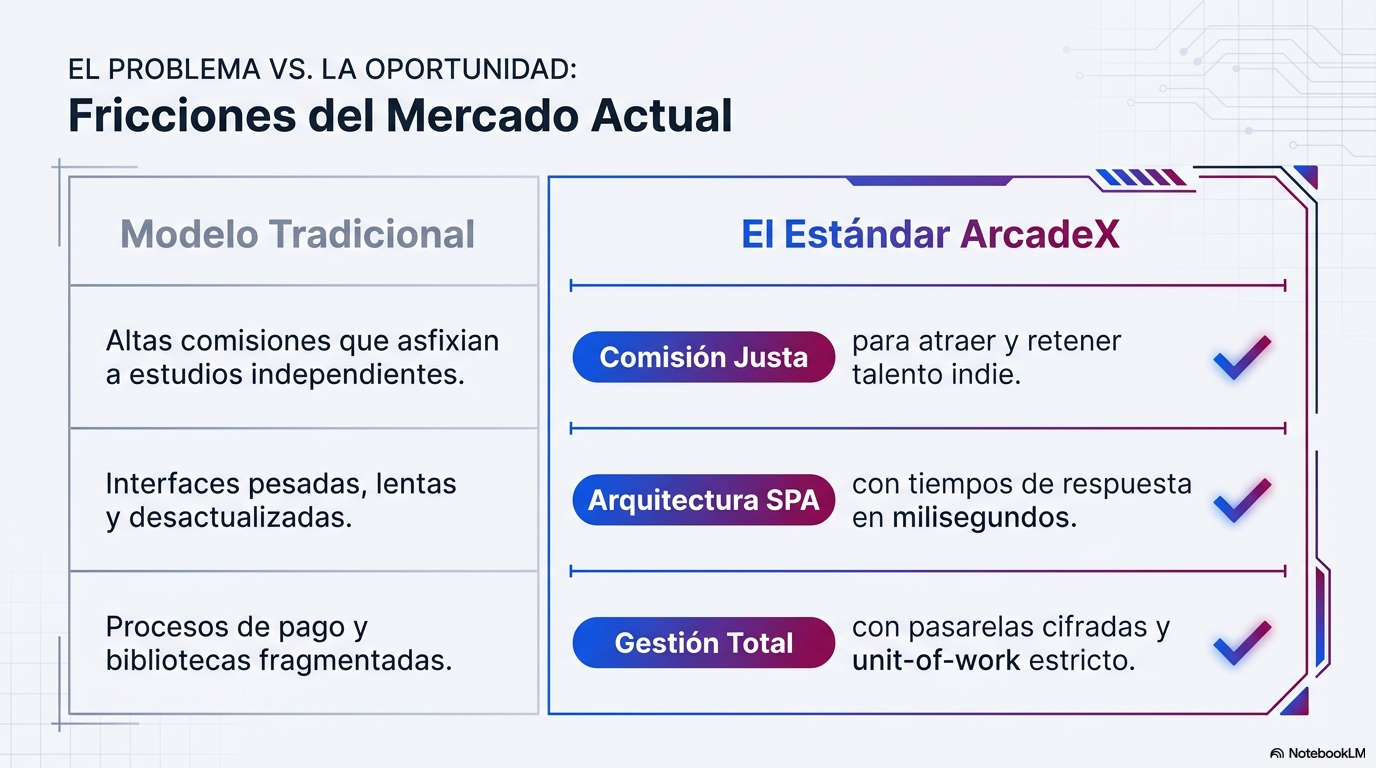 EL PROBLEMA VS. LA OPORTUNIDAD:
Fricciones del Mercado Actual
Modelo Tradicional
Altas comisiones que asfixian
a estudios independientes.
Interfaces pesadas, lentas
y desactualizadas.
Procesos de pago y
bibliotecas fragmentadas.
El Estándar ArcadeX
Comisión Justa
para atraer y retener
talento indie.
Arquitectura SPA
con tiempos de respuesta
en milisegundos.
Gestión Total
con pasarelas cifradas y
unit-of-work estricto.
NotebookLM